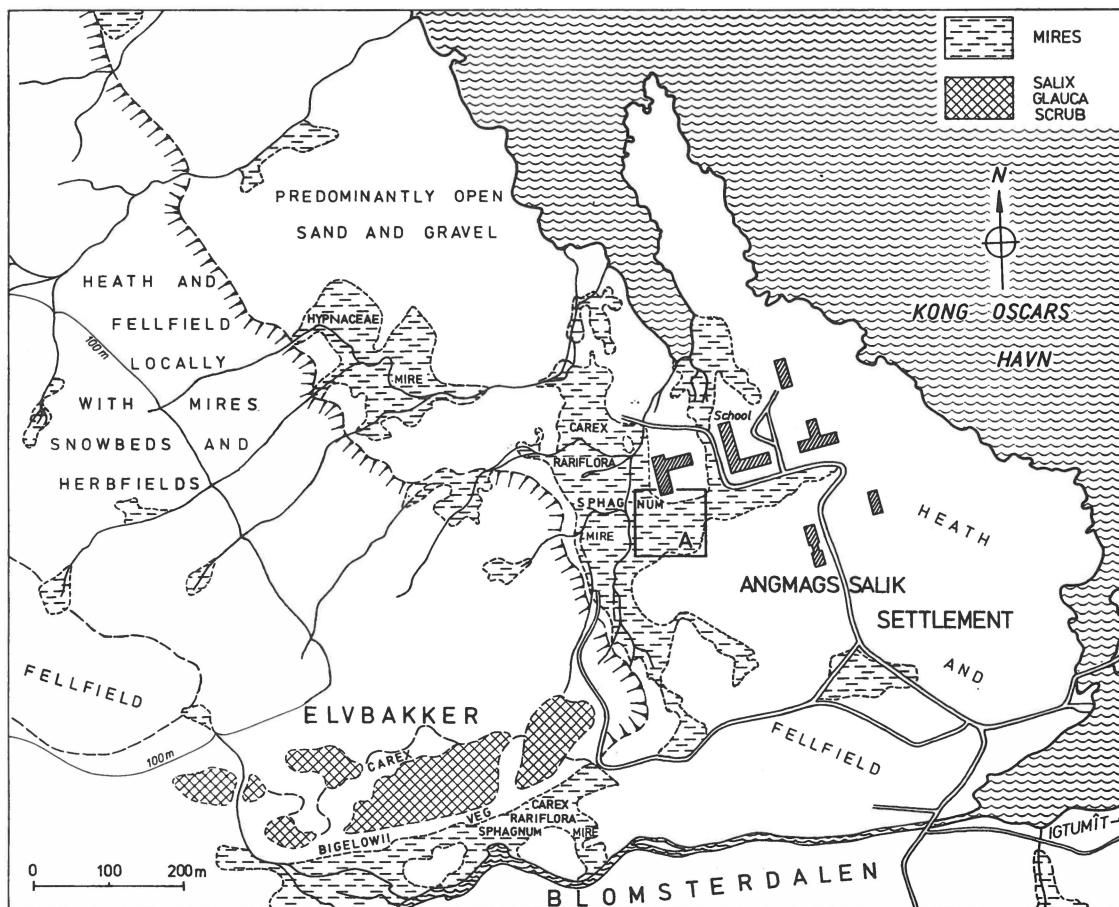 MIRES
SALIX
GLAUCA
SCRUB
N
KONG OSCARS
HAVN
PREDOMINANTLY OPEN
SAND AND GRAVEL
HEATH AND
FELLFIELD
LOCALLY
WITH MIRES
SNOWBEDS AND
HERBFIELDS
100m
HYPNACEAE
MIRE
CAREX
RARIFLORA
SPHAG-NUM
MIRE
School
A
HEATH
AND
FELLFIELD
ANGMAGSSALIK
SETTLEMENT
FELLFIELD
100m
ELVBAKKER
CAREX
BIGELOWII VEG
CAREX
RARIFLORA
SPHAGNUM MIRE
IGTUMÎT
BLOMSTERDALEN
0 100 200m